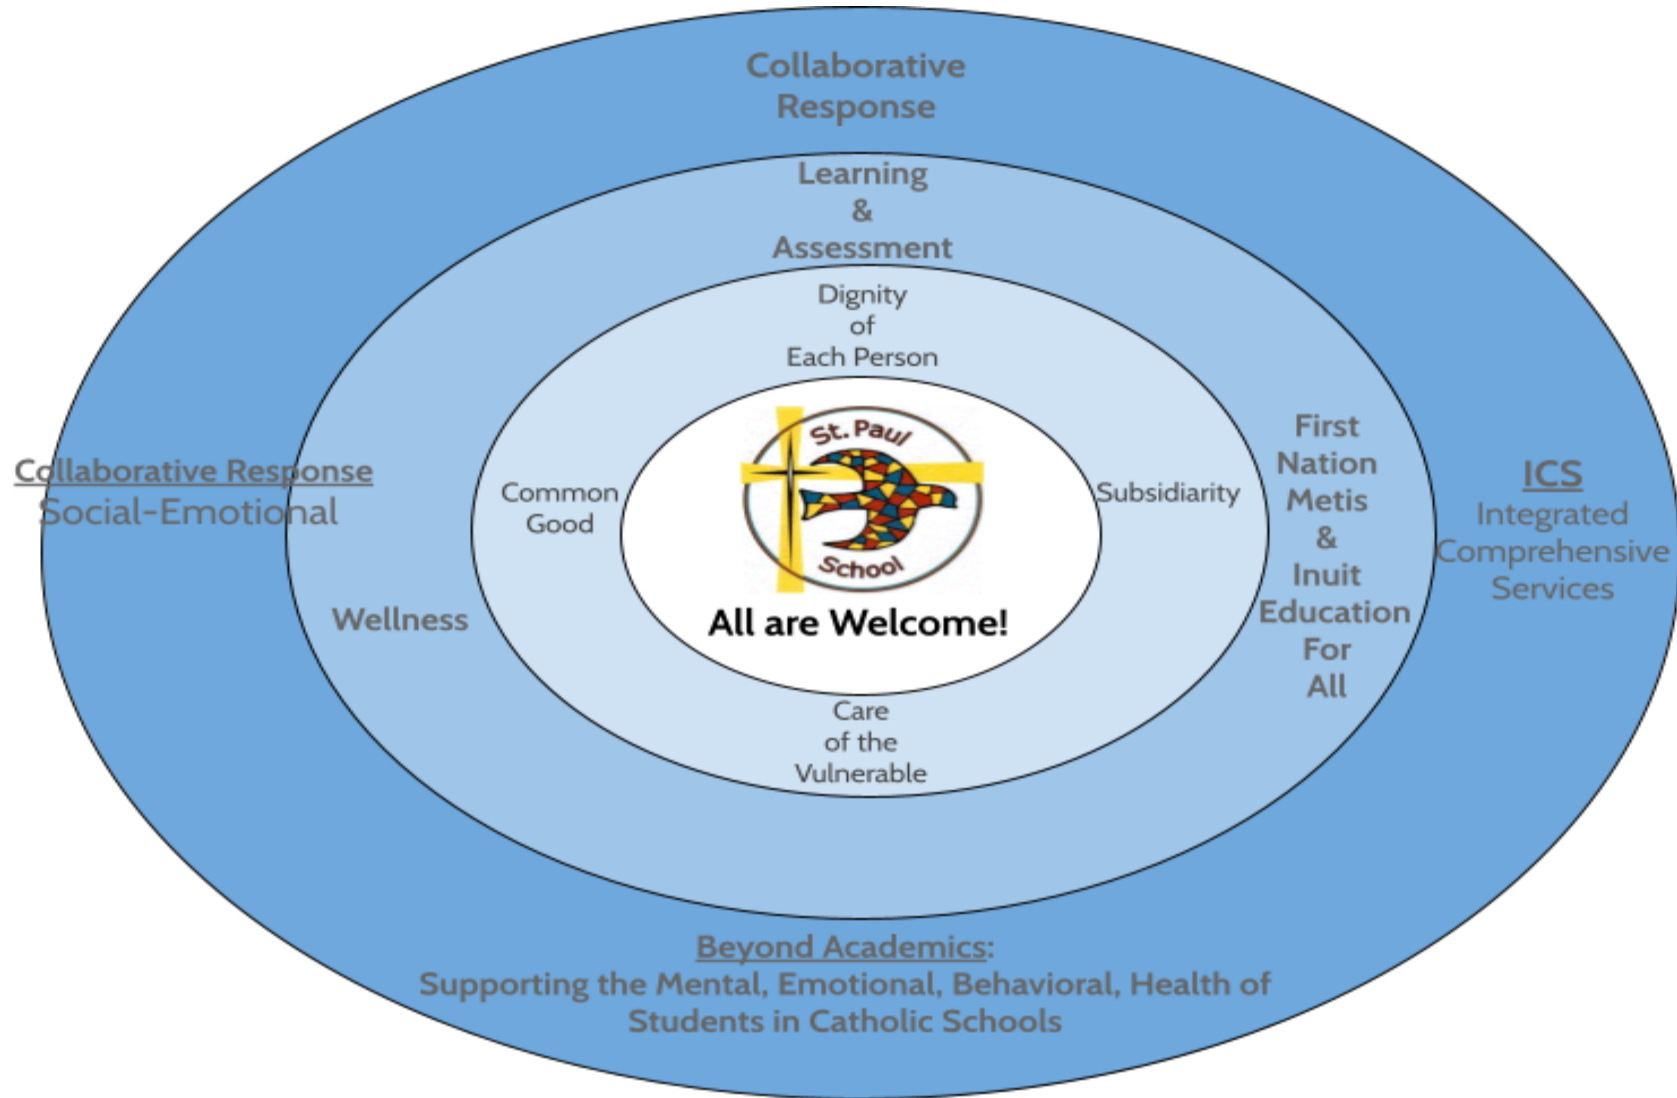 Collaborative
Response
Learning
&
Assessment
Dignity
of
Each Person
St. Paul
School
All are Welcome!
Common
Good
Subsidiarity
Care
of the
Vulnerable
Wellness
First
Nation
Metis
&
Inuit
Education
For
All
Collaborative Response
Social-Emotional
ICS
Integrated
Comprehensive
Services
Beyond Academics:
Supporting the Mental, Emotional, Behavioral, Health of
Students in Catholic Schools